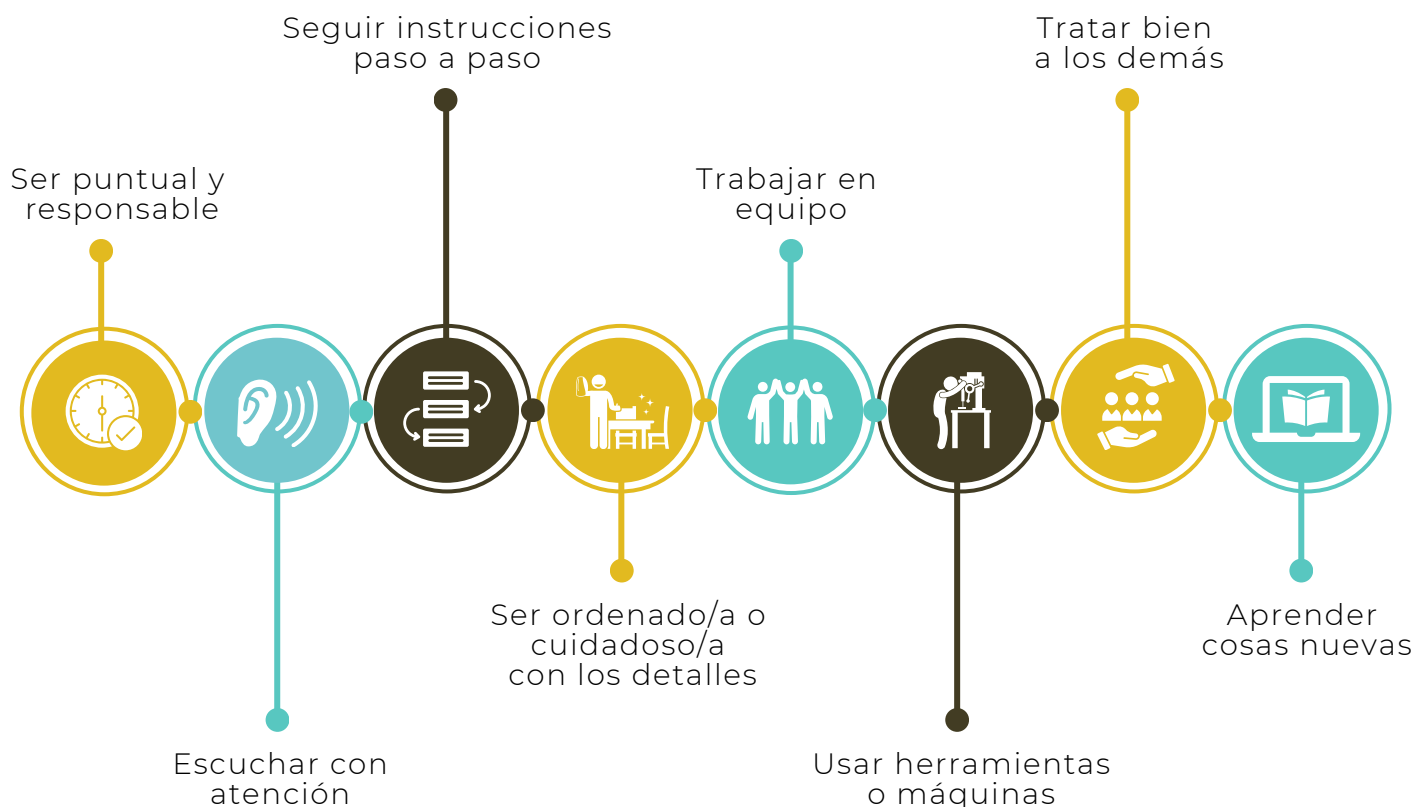 Seguir instrucciones
paso a paso
Tratar bien
a los demás
Ser puntual y
responsable
Trabajar en
equipo
Ser ordenado/a o
cuidadoso/a
con los detalles
Aprender
cosas nuevas
Escuchar con
atención
Usar herramientas
o máquinas